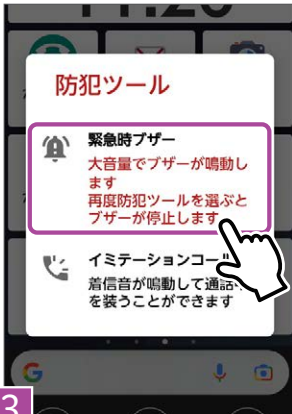 防犯ツール
緊急時ブザー
大音量でブザーが鳴動し
ます
再度防犯ツールを選ぶと
ブザーが停止します
イミテーションコー
着信音が鳴動して通話
を装うことができます
3